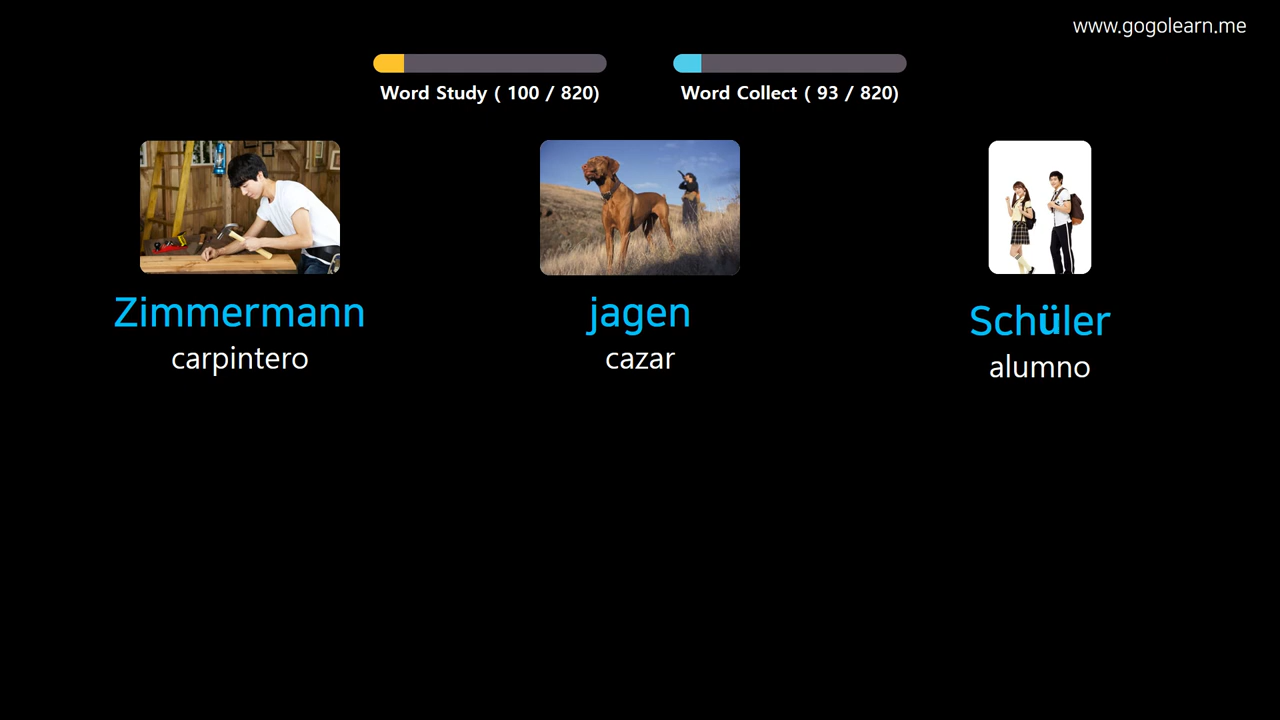 www.gogolearn.me
Word Study ( 100 / 820)
Word Collect ( 93 / 820)
Zimmermann
carpintero
jagen
cazar
Schüler
alumno